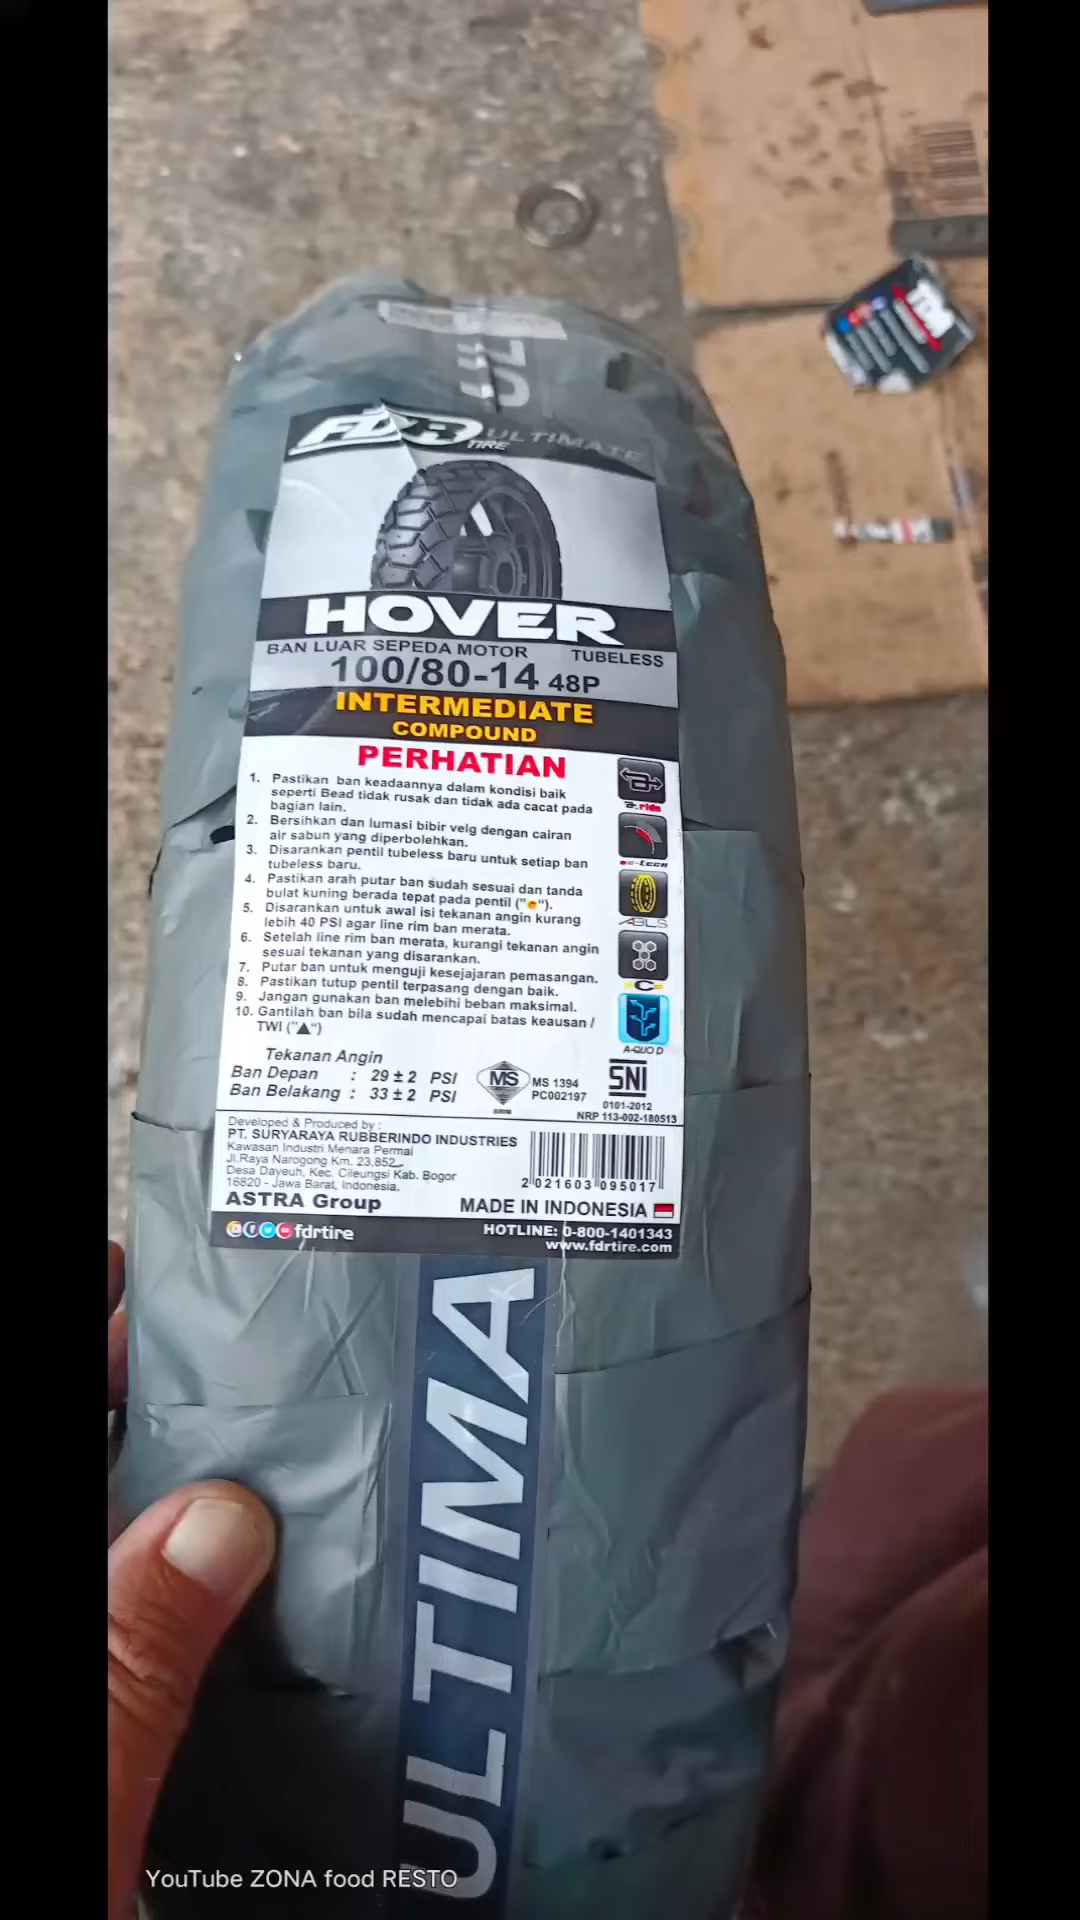 FDR TIRE ULTIMATE
HOVER
BAN LUAR SEPEDA MOTOR TUBELESS
100/80-14 48P
INTERMEDIATE
COMPOUND
PERHATIAN
1. Pastikan ban keadaannya dalam kondisi baik
seperti Bead tidak rusak dan tidak ada cacat pada
bagian lain.
2. Bersihkan dan lumasi bibir velg dengan cairan
air sabun yang diperbolehkan.
3. Disarankan pentil tubeless baru untuk setiap ban
tubeless baru.
4. Pastikan arah putar ban sudah sesuai dan tanda
bulat kuning berada tepat pada pentil ("●").
5. Disarankan untuk awal isi tekanan angin kurang
lebih 40 PSI agar line rim ban merata.
6. Setelah line rim ban merata, kurangi tekanan angin
sesuai tekanan yang disarankan.
7. Putar ban untuk menguji kesejajaran pemasangan.
8. Pastikan tutup pentil terpasang dengan baik.
9. Jangan gunakan ban melebihi beban maksimal.
10. Gantilah ban bila sudah mencapai batas keausan /
TWI ("▲")
a.ride
ABLS
A-QUO D
Tekanan Angin
Ban Depan : 29 ± 2 PSI
Ban Belakang : 33 ± 2 PSI
MS
SIRIM
MS 1394
PC002197
SNI
0101-2012
NRP 113-002-180513
Developed & Produced by :
PT. SURYARAYA RUBBERINDO INDUSTRIES
Kawasan Industri Menara Permai
Jl.Raya Narogong Km. 23,852
Desa Dayeuh, Kec. Cileungsi Kab. Bogor
16820 - Jawa Barat, Indonesia.
ASTRA Group
2 021603 095017
MADE IN INDONESIA
fdrtire
HOTLINE: 0-800-1401343
www.fdrtire.com
ULTIMA
YouTube ZONA food RESTO